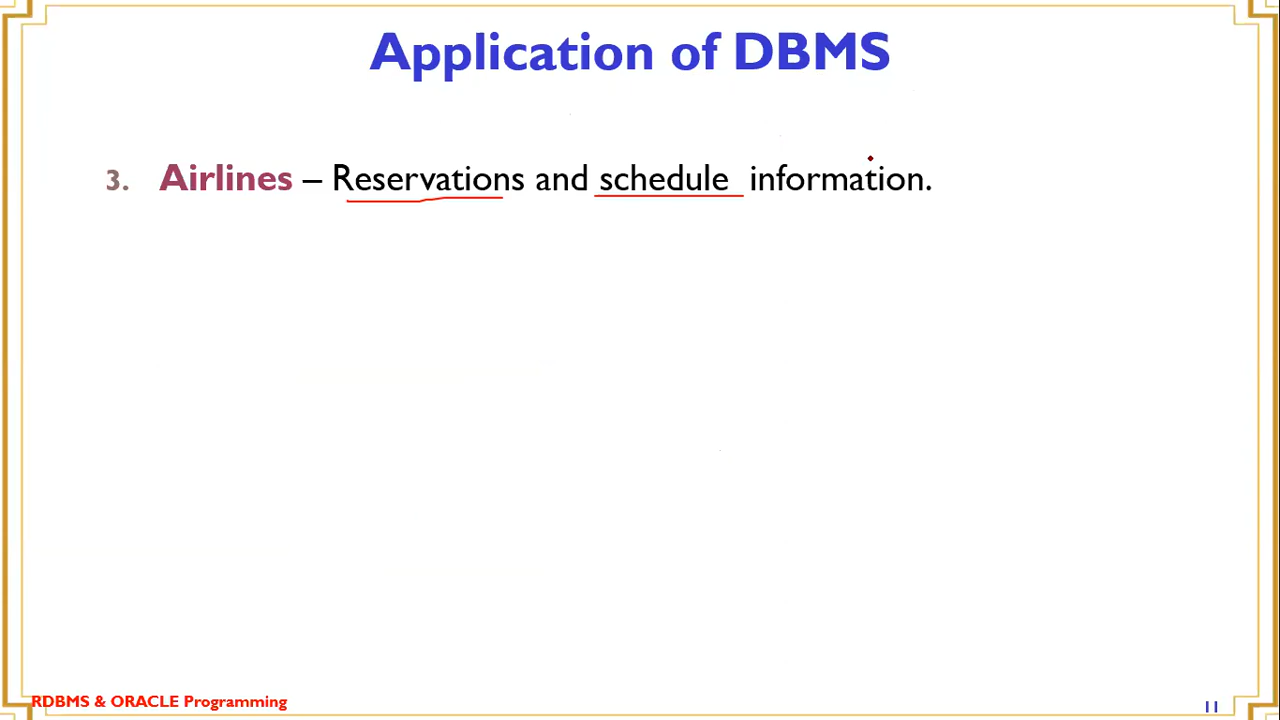 Application of DBMS
3. Airlines – Reservations and schedule information.
RDBMS & ORACLE Programming
11